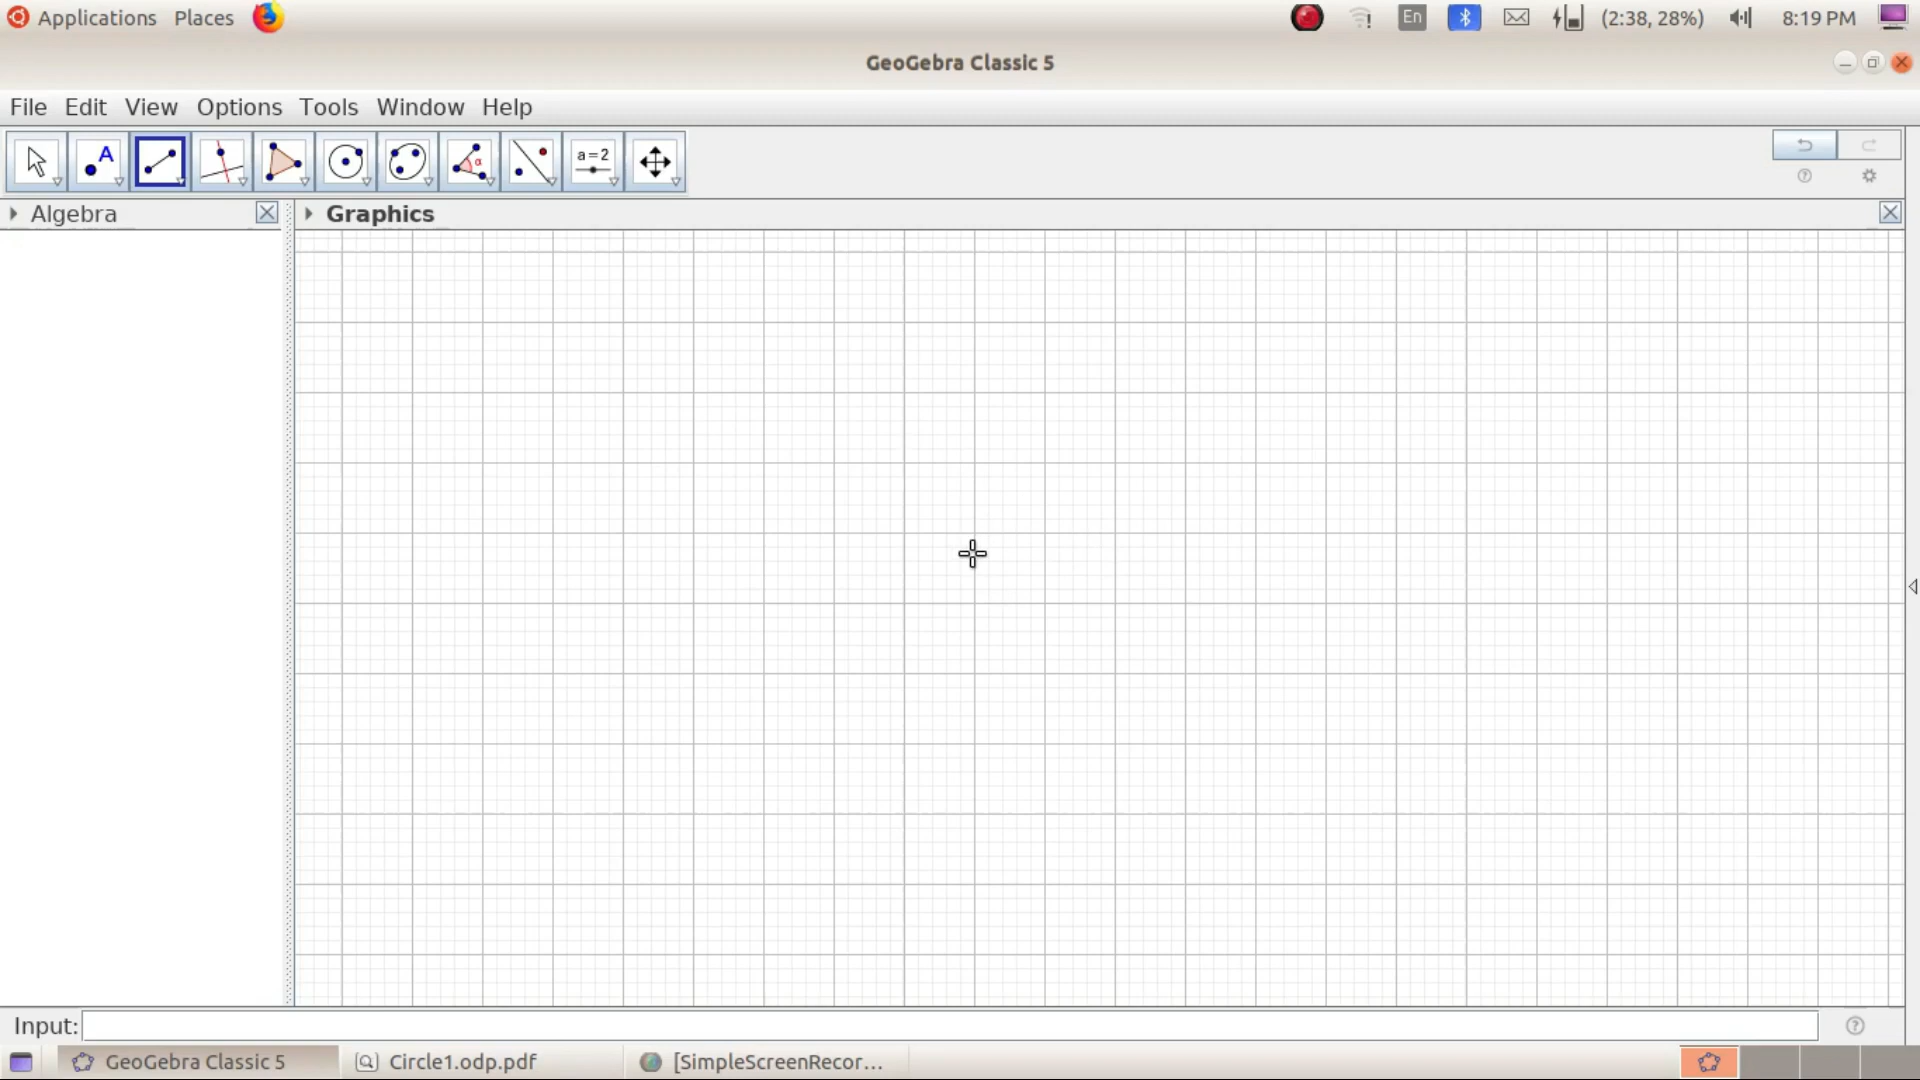 Applications Places En (2:38, 28%) 8:19 PM
GeoGebra Classic 5
File Edit View Options Tools Window Help
A α a=2
Algebra Graphics
Input:
GeoGebra Classic 5 Circle1.odp.pdf [SimpleScreenRecor...